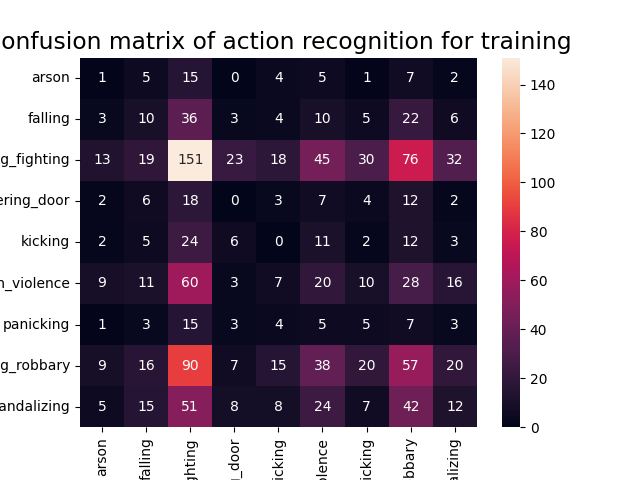 onfusion matrix of action recognition for training
arson 1 5 15 0 4 5 1 7 2
falling 3 10 36 3 4 10 5 22 6
g_fighting 13 19 151 23 18 45 30 76 32
ering_door 2 6 18 0 3 7 4 12 2
kicking 2 5 24 6 0 11 2 12 3
n_violence 9 11 60 3 7 20 10 28 16
panicking 1 3 15 3 4 5 5 7 3
g_robbary 9 16 90 7 15 38 20 57 20
andalizing 5 15 51 8 8 24 7 42 12
arson falling ghting _door icking olence icking bbary alizing
140
120
100
80
60
40
20
0